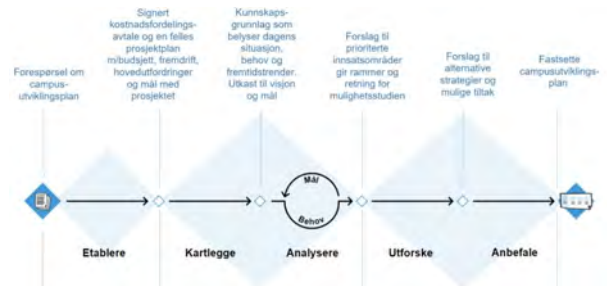 Forespørsel om
campus-
utviklingsplan
Signert
kostnadsfordelings-
avtale og en felles
prosjektplan
m/budsjett, fremdrift,
hovedutfordringer
og mål med
prosjektet
Kunnskaps-
grunnlag som
belyser dagens
situasjon,
behov og
fremtidstrender.
Utkast til visjon
og mål
Forslag til
prioriterte
innsatsområder
gir rammer og
retning for
mulighetsstudien
Forslag til
alternative
strategier og
mulige tiltak
Fastsette
campusutviklings-
plan
Mål
Behov
Etablere
Kartlegge
Analysere
Utforske
Anbefale